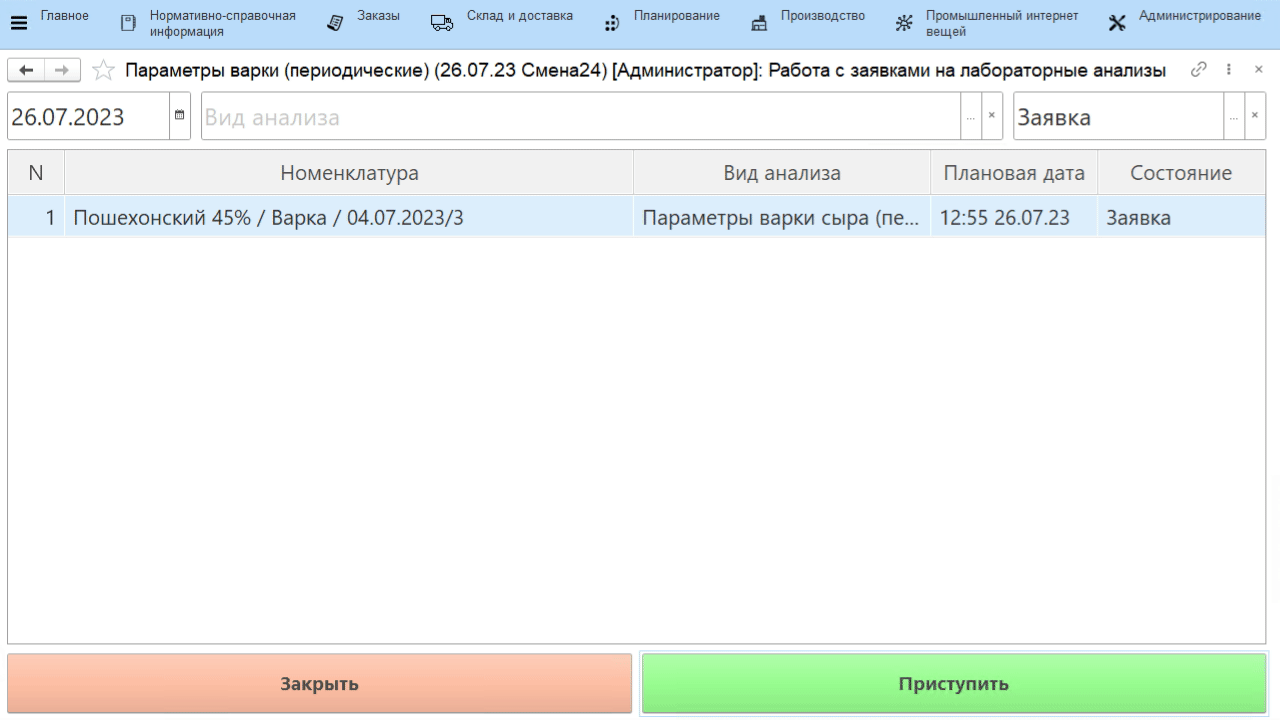 Главное
Нормативно-справочная
информация
Заказы
Склад и доставка
Планирование
Производство
Промышленный интернет
вещей
Администрирование
Параметры варки (периодические) (26.07.23 Смена24) [Администратор]: Работа с заявками на лабораторные анализы
26.07.2023
Вид анализа
...
×
Заявка
...
×
N Номенклатура Вид анализа Плановая дата Состояние
1 Пошехонский 45% / Варка / 04.07.2023/3 Параметры варки сыра (пе... 12:55 26.07.23 Заявка
Закрыть
Приступить